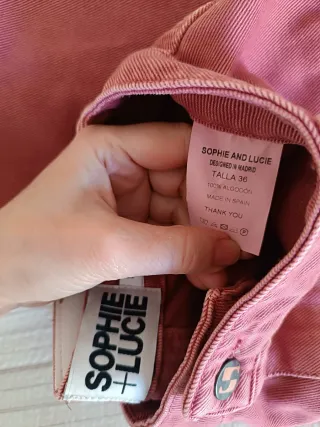 SOPHIE AND LUCIE
DESIGNED IN MADRID
TALLA 36
100% ALGODÓN
MADE IN SPAIN
THANK YOU
SOPHIE
+LUCIE